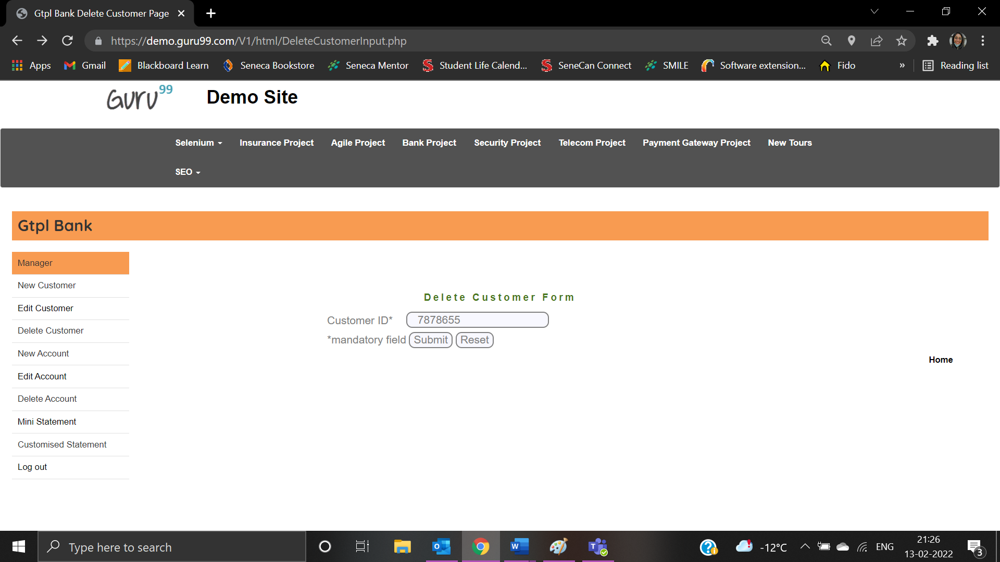 Gtpl Bank Delete Customer Page
https://demo.guru99.com/V1/html/DeleteCustomerInput.php
Apps Gmail Blackboard Learn Seneca Bookstore Seneca Mentor Student Life Calend... SeneCan Connect SMILE Software extension... Fido » Reading list
Guru99 Demo Site
Selenium Insurance Project Agile Project Bank Project Security Project Telecom Project Payment Gateway Project New Tours
SEO
Gtpl Bank
Manager
New Customer
Edit Customer
Delete Customer
New Account
Edit Account
Delete Account
Mini Statement
Customised Statement
Log out
Delete Customer Form
Customer ID* 7878655
*mandatory field Submit Reset
Home
Type here to search
-12°C
ENG
21:26
13-02-2022
3